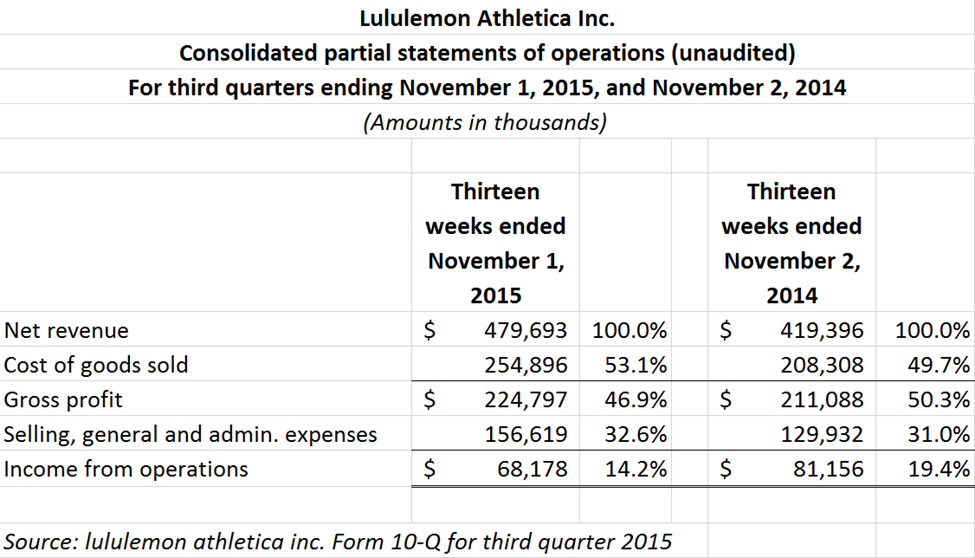 Lululemon Athletica Inc.
Consolidated partial statements of operations (unaudited)
For third quarters ending November 1, 2015, and November 2, 2014
(Amounts in thousands)
Thirteen weeks ended November 1, 2015 Thirteen weeks ended November 2, 2014
Net revenue $ 479,693 100.0% $ 419,396 100.0%
Cost of goods sold 254,896 53.1% 208,308 49.7%
Gross profit $ 224,797 46.9% $ 211,088 50.3%
Selling, general and admin. expenses 156,619 32.6% 129,932 31.0%
Income from operations $ 68,178 14.2% $ 81,156 19.4%
Source: lululemon athletica inc. Form 10-Q for third quarter 2015